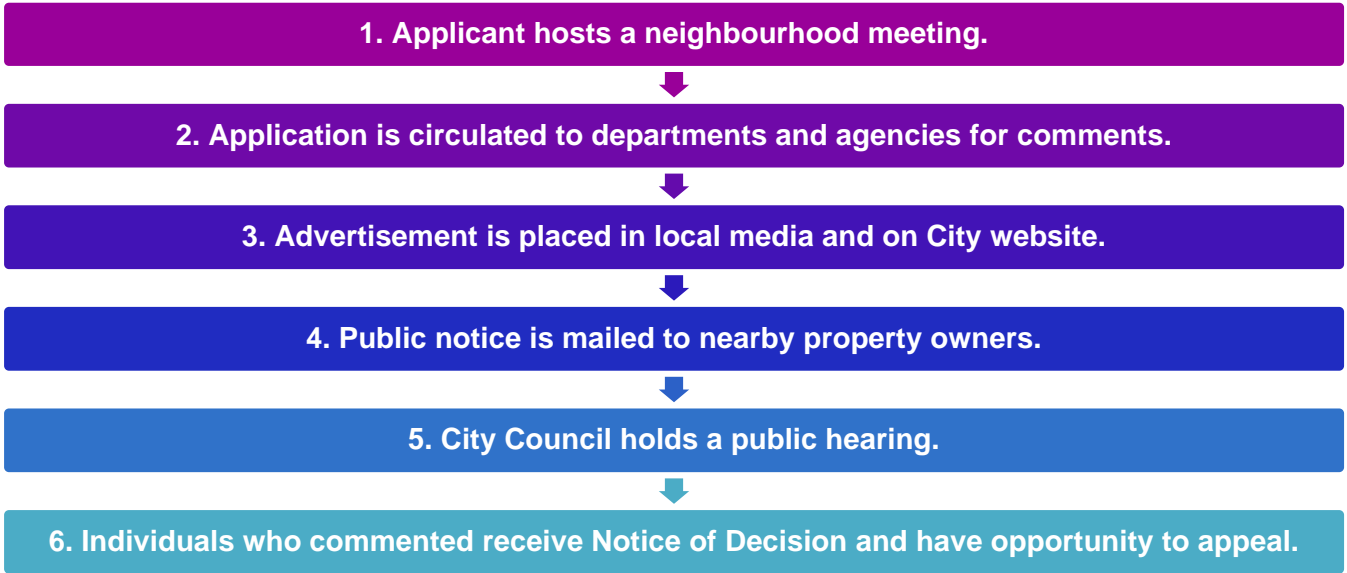 1. Applicant hosts a neighbourhood meeting.
2. Application is circulated to departments and agencies for comments.
3. Advertisement is placed in local media and on City website.
4. Public notice is mailed to nearby property owners.
5. City Council holds a public hearing.
6. Individuals who commented receive Notice of Decision and have opportunity to appeal.